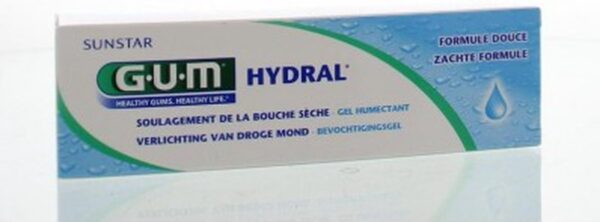 SUNSTAR
G·U·M® HYDRAL®
HEALTHY GUMS. HEALTHY LIFE.®
SOULAGEMENT DE LA BOUCHE SÈCHE · GEL HUMECTANT
VERLICHTING VAN DROGE MOND · BEVOCHTIGINGSGEL
FORMULE DOUCE
ZACHTE FORMULE